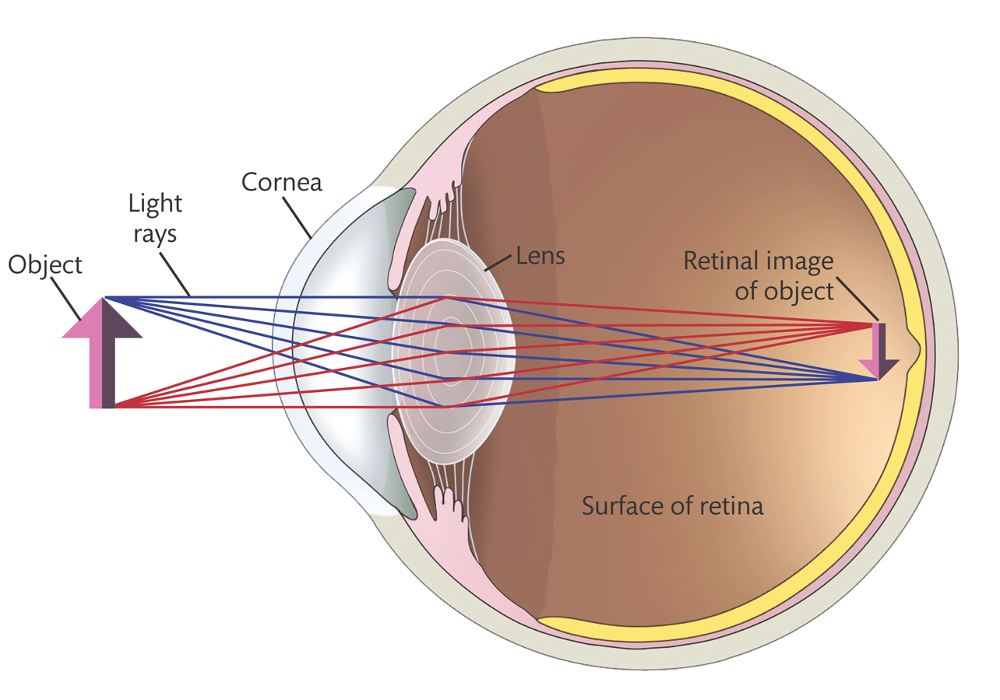 Cornea
Light
rays
Object
Lens
Retinal image
of object
Surface of retina